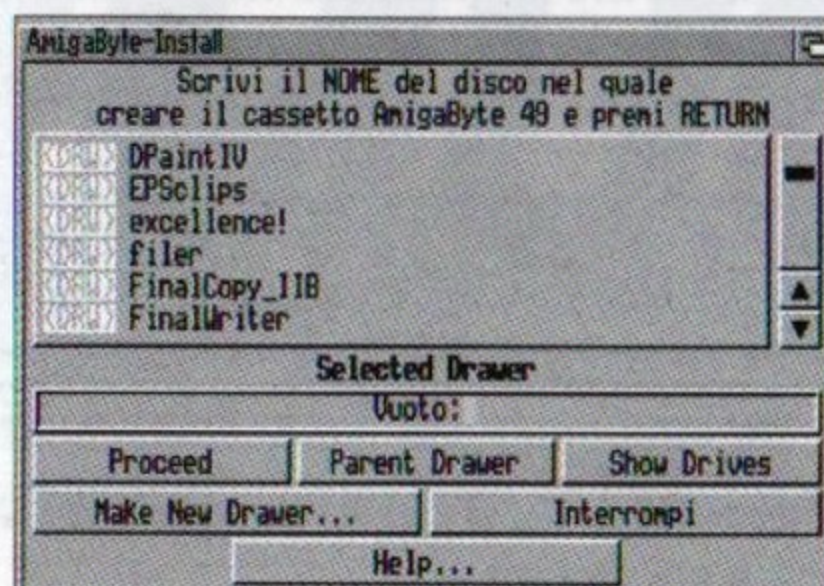 AmigaByte-Install
Scrivi il NOME del disco nel quale
creare il cassetto AmigaByte 49 e premi RETURN
<DRW> DPaintIV
<DRW> EPSclips
<DRW> excellence!
<DRW> filer
<DRW> FinalCopy_IIB
<DRW> FinalWriter
Selected Drawer
Vuoto:
Proceed Parent Drawer Show Drives
Make New Drawer... Interrompi
Help...